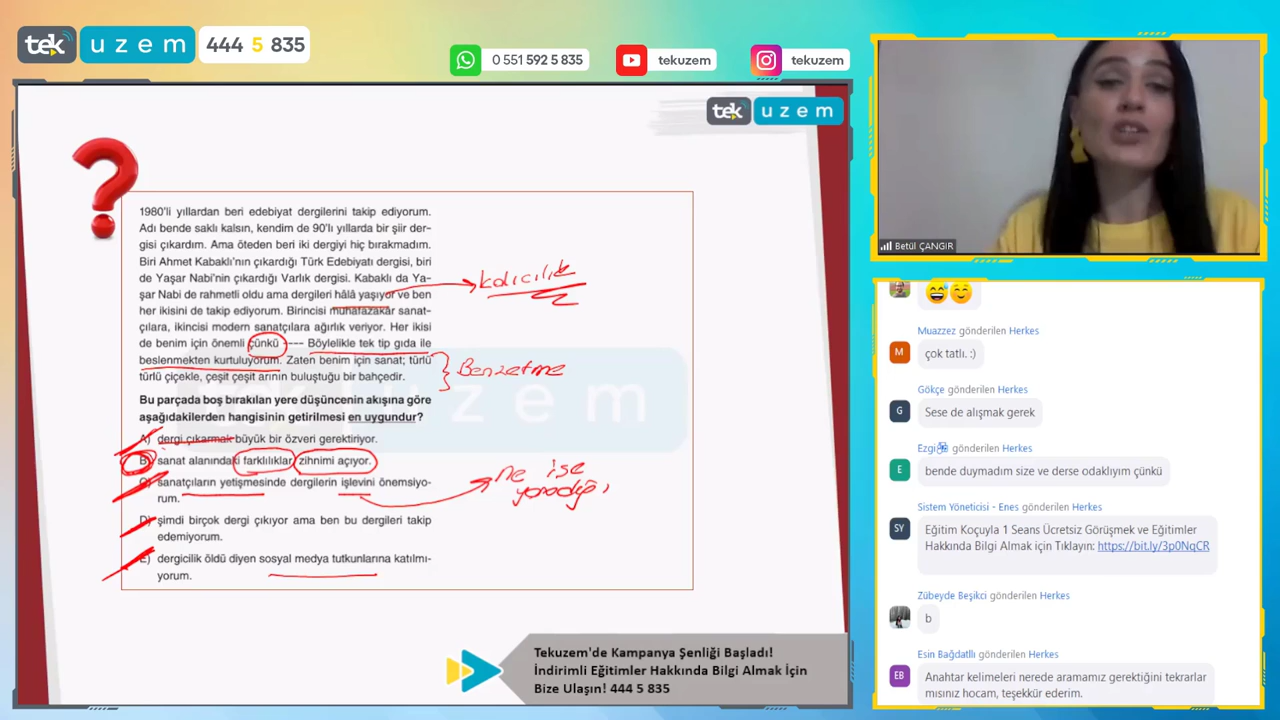 tek uzem 444 5 835
0 551 592 5 835
tekuzem
tekuzem
tek uzem
1980'li yıllardan beri edebiyat dergilerini takip ediyorum.
Adı bende saklı kalsın, kendim de 90'lı yıllarda bir şiir der-
gisi çıkardım. Ama öteden beri iki dergiyi hiç bırakmadım.
Biri Ahmet Kabaklı'nın çıkardığı Türk Edebiyatı dergisi, biri
de Yaşar Nabi'nin çıkardığı Varlık dergisi. Kabaklı da Ya-
şar Nabi de rahmetli oldu ama dergileri hâlâ yaşıyor ve ben
her ikisini de takip ediyorum. Birincisi muhafazakâr sanat-
çılara, ikincisi modern sanatçılara ağırlık veriyor. Her ikisi
de benim için önemli çünkü --- Böylelikle tek tip gıda ile
beslenmekten kurtuluyorum. Zaten benim için sanat; türlü
türlü çiçekle, çeşit çeşit arının buluştuğu bir bahçedir.
kalıcılık
Benzetme
Bu parçada boş bırakılan yere düşüncenin akışına göre
aşağıdakilerden hangisinin getirilmesi en uygundur?
A) dergi çıkarmak büyük bir özveri gerektiriyor.
B) sanat alanındaki farklılıklar zihnimi açıyor.
C) sanatçıların yetişmesinde dergilerin işlevini önemsiyo-
rum.
ne işe
yaradığı
D) şimdi birçok dergi çıkıyor ama ben bu dergileri takip
edemiyorum.
E) dergicilik öldü diyen sosyal medya tutkunlarına katılmı-
yorum.
Tekuzem'de Kampanya Şenliği Başladı!
İndirimli Eğitimler Hakkında Bilgi Almak İçin
Bize Ulaşın! 444 5 835
Betül ÇANGIR
Muazzez gönderilen Herkes
M
çok tatlı. :)
Gökçe gönderilen Herkes
G
Sese de alışmak gerek
Ezgi gönderilen Herkes
E
bende duymadım size ve derse odaklıyım çünkü
Sistem Yöneticisi - Enes gönderilen Herkes
SY
Eğitim Koçuyla 1 Seans Ücretsiz Görüşmek ve Eğitimler
Hakkında Bilgi Almak için Tıklayın: https://bit.ly/3p0NqCR
Zübeyde Beşikci gönderilen Herkes
b
Esin Bağdatllı gönderilen Herkes
EB
Anahtar kelimeleri nerede aramamız gerektiğini tekrarlar
mısınız hocam, teşekkür ederim.